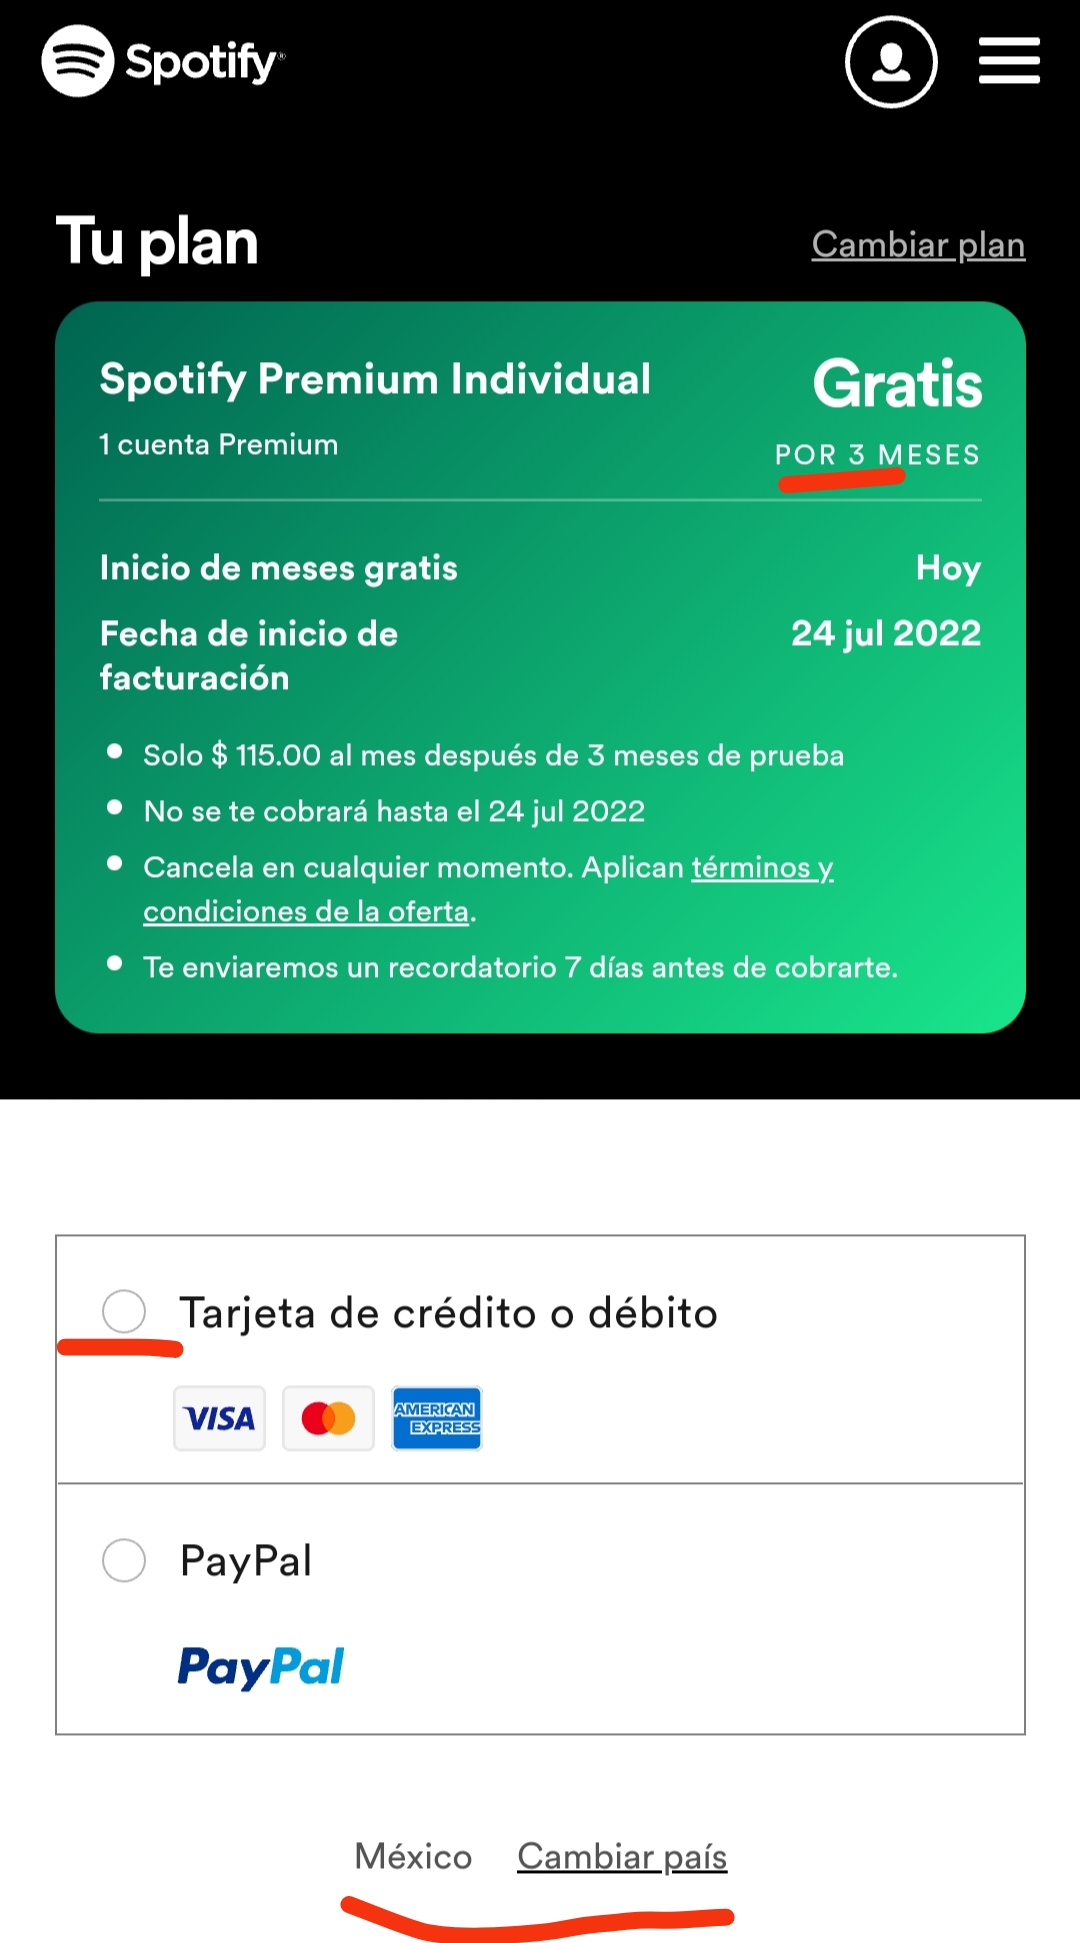 Spotify®
Tu plan
Cambiar plan
Spotify Premium Individual
Gratis
1 cuenta Premium
POR 3 MESES
Inicio de meses gratis
Hoy
Fecha de inicio de
24 jul 2022
facturación
Solo $ 115.00 al mes después de 3 meses de prueba
No se te cobrará hasta el 24 jul 2022
Cancela en cualquier momento. Aplican términos y
condiciones de la oferta.
Te enviaremos un recordatorio 7 días antes de cobrarte.
Tarjeta de crédito o débito
VISA
AMERICAN
EXPRESS
PayPal
PayPal
México Cambiar país